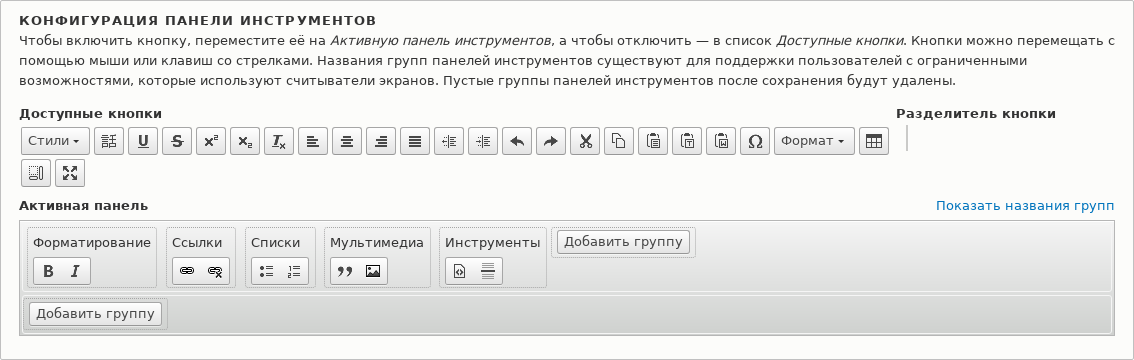 КОНФИГУРАЦИЯ ПАНЕЛИ ИНСТРУМЕНТОВ
Чтобы включить кнопку, переместите её на Активную панель инструментов, а чтобы отключить — в список Доступные кнопки. Кнопки можно перемещать с
помощью мыши или клавиш со стрелками. Названия групп панелей инструментов существуют для поддержки пользователей с ограниченными
возможностями, которые используют считыватели экранов. Пустые группы панелей инструментов после сохранения будут удалены.
Доступные кнопки
Разделитель кнопки
Стили
Формат
Активная панель
Показать названия групп
Форматирование
Ссылки
Списки
Мультимедиа
Инструменты
Добавить группу
Добавить группу